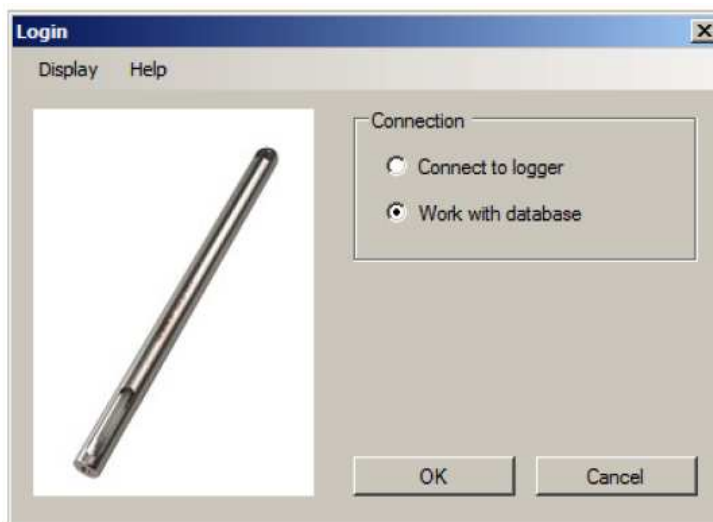 Login
Display Help
Connection
Connect to logger
Work with database
OK Cancel